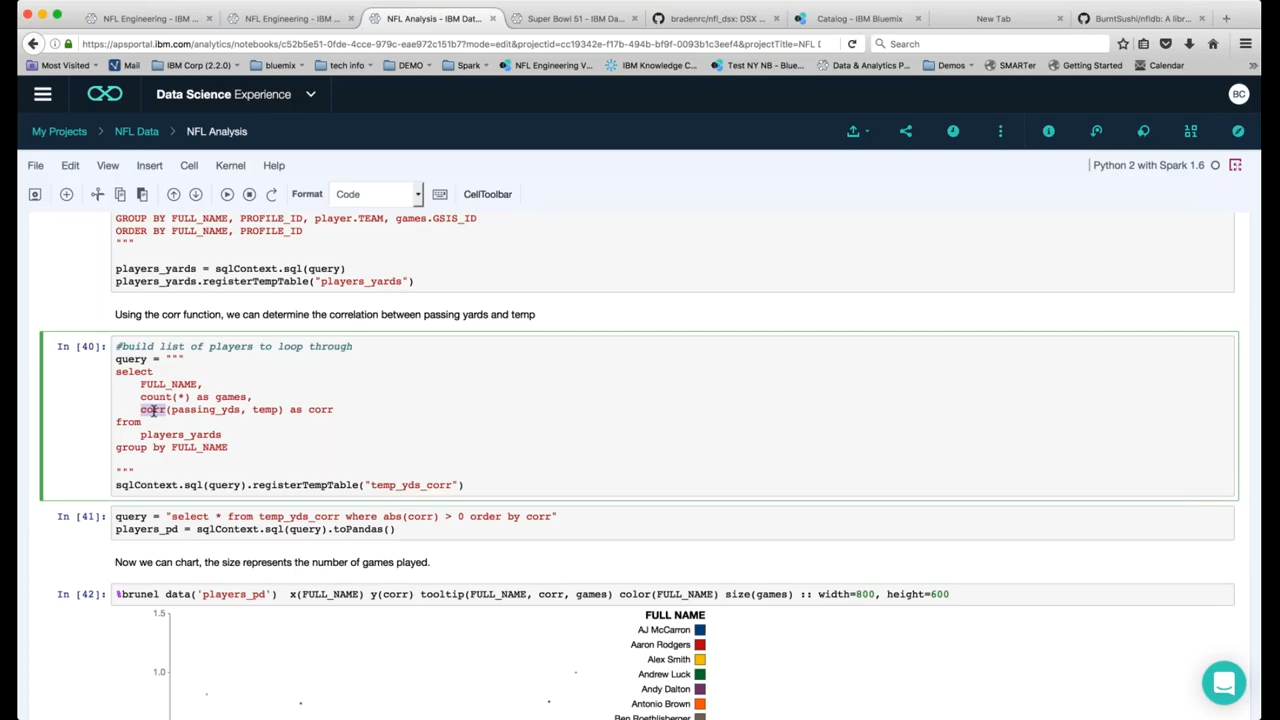 NFL Engineering - IBM ... × NFL Engineering - IBM ... × NFL Analysis - IBM Dat... × Super Bowl 51 - IBM Da... × bradenrc/nfl_dsx: DSX ... × Catalog - IBM Bluemix × New Tab × BurntSushi/nfldb: A librar... × +
https://apsportal.ibm.com/analytics/notebooks/c52b5e51-0fde-4cce-979c-eae972c151b7?mode=edit&projectid=cc19342e-f17b-494b-bf9f-0093b1c3eef4&projectTitle=NFL Search
Most Visited Mail IBM Corp (2.2.0) bluemix tech info DEMO Spark NFL Engineering V... IBM Knowledge C... Test NY NB - Blue... Data & Analytics P... Demos SMARTer Getting Started Calendar »
Data Science Experience BC
My Projects > NFL Data > NFL Analysis
File Edit View Insert Cell Kernel Help Python 2 with Spark 1.6
Format Code CellToolbar
GROUP BY FULL_NAME, PROFILE_ID, player.TEAM, games.GSIS_ID
ORDER BY FULL_NAME, PROFILE_ID
"""
players_yards = sqlContext.sql(query)
players_yards.registerTempTable("players_yards")
Using the corr function, we can determine the correlation between passing yards and temp
In [40]: #build list of players to loop through
query = """
select
FULL_NAME,
count(*) as games,
corr(passing_yds, temp) as corr
from
players_yards
group by FULL_NAME
"""
sqlContext.sql(query).registerTempTable("temp_yds_corr")
In [41]: query = "select * from temp_yds_corr where abs(corr) > 0 order by corr"
players_pd = sqlContext.sql(query).toPandas()
Now we can chart, the size represents the number of games played.
In [42]: %brunel data('players_pd') x(FULL_NAME) y(corr) tooltip(FULL_NAME, corr, games) color(FULL_NAME) size(games) :: width=800, height=600
1.5
FULL NAME
AJ McCarron
Aaron Rodgers
Alex Smith
1.0
Andrew Luck
Andy Dalton
Antonio Brown
Ben Roethlisberger